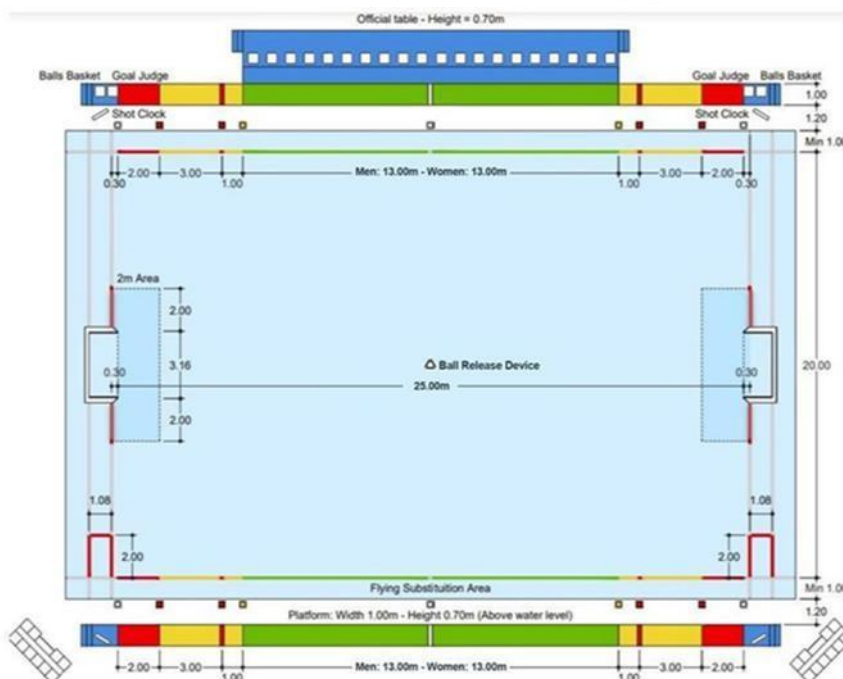 Official table - Height = 0.70m
Balls Basket Goal Judge Goal Judge Balls Basket
1.00
Shot Clock Shot Clock
1.20
Min 1.00
2.00 3.00 Men: 13.00m - Women: 13.00m 3.00 2.00
0.30 1.00 1.00 0.30
2m Area
2.00
3.16
Ball Release Device
20.00
0.30 0.30
25.00m
2.00
1.08 1.08
2.00 2.00
Flying Substituition Area
Min 1.00
Platform: Width 1.00m - Height 0.70m (Above water level)
1.20
2.00 3.00 Men: 13.00m - Women: 13.00m 3.00 2.00
1.00 1.00